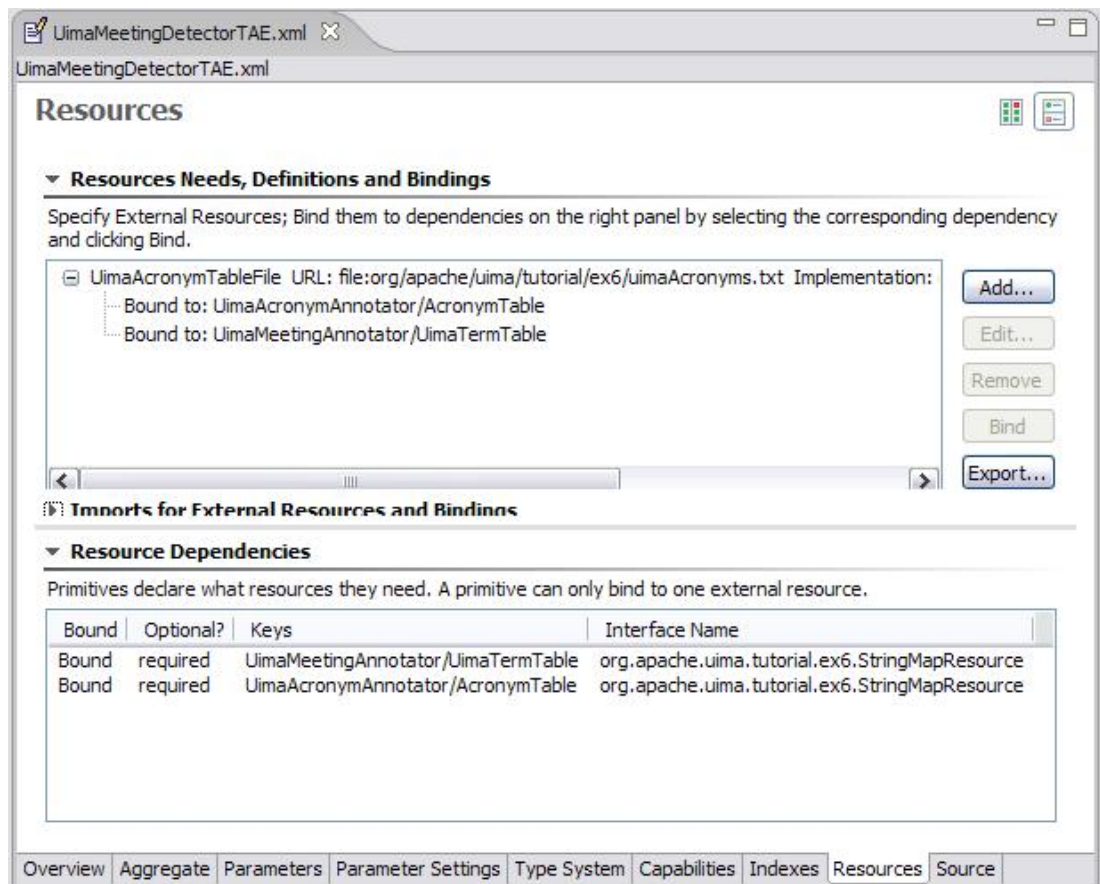 UimaMeetingDetectorTAE.xml
UimaMeetingDetectorTAE.xml
Resources
Resources Needs, Definitions and Bindings
Specify External Resources; Bind them to dependencies on the right panel by selecting the corresponding dependency
and clicking Bind.
UimaAcronymTableFile URL: file:org/apache/uima/tutorial/ex6/uimaAcronyms.txt Implementation:
Bound to: UimaAcronymAnnotator/AcronymTable
Bound to: UimaMeetingAnnotator/UimaTermTable
Add...
Edit...
Remove
Bind
Export...
Imports for External Resources and Bindings
Resource Dependencies
Primitives declare what resources they need. A primitive can only bind to one external resource.
Bound Optional? Keys Interface Name
Bound required UimaMeetingAnnotator/UimaTermTable org.apache.uima.tutorial.ex6.StringMapResource
Bound required UimaAcronymAnnotator/AcronymTable org.apache.uima.tutorial.ex6.StringMapResource
Overview Aggregate Parameters Parameter Settings Type System Capabilities Indexes Resources Source